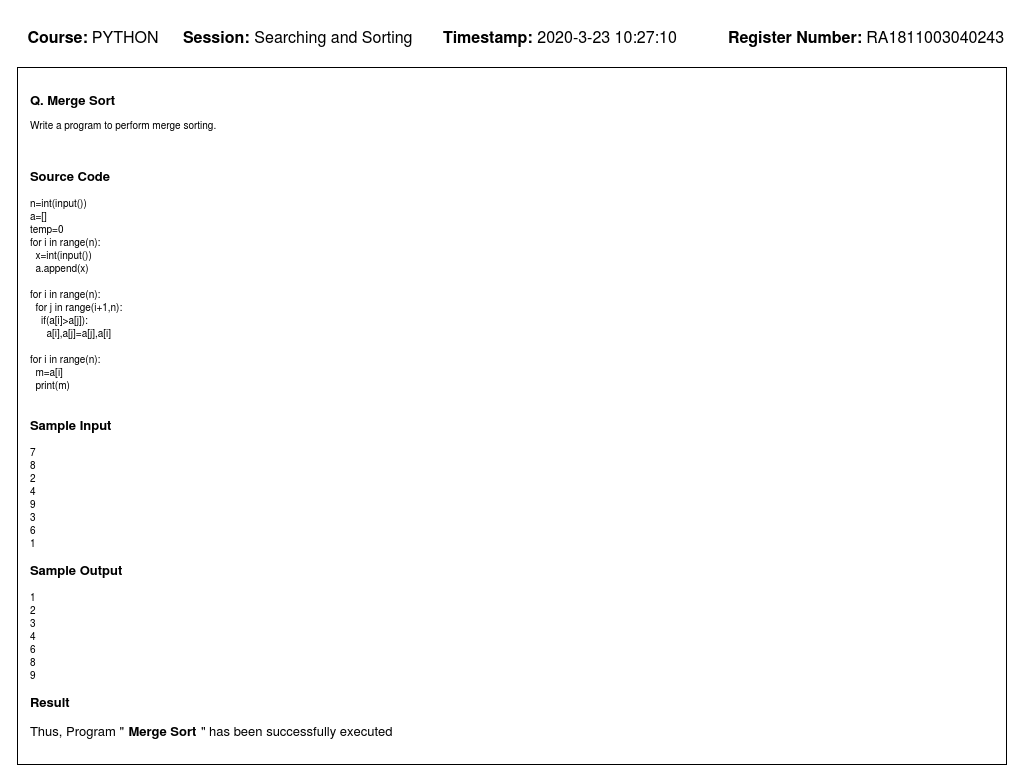 Course: PYTHON Session: Searching and Sorting Timestamp: 2020-3-23 10:27:10 Register Number: RA1811003040243
Q. Merge Sort
Write a program to perform merge sorting.
Source Code
n=int(input())
a=[]
temp=0
for i in range(n):
  x=int(input())
  a.append(x)
for i in range(n):
  for j in range(i+1,n):
    if(a[i]>a[j]):
      a[i],a[j]=a[j],a[i]
for i in range(n):
  m=a[i]
  print(m)
Sample Input
7
8
2
4
9
3
6
1
Sample Output
1
2
3
4
6
8
9
Result
Thus, Program " Merge Sort " has been successfully executed